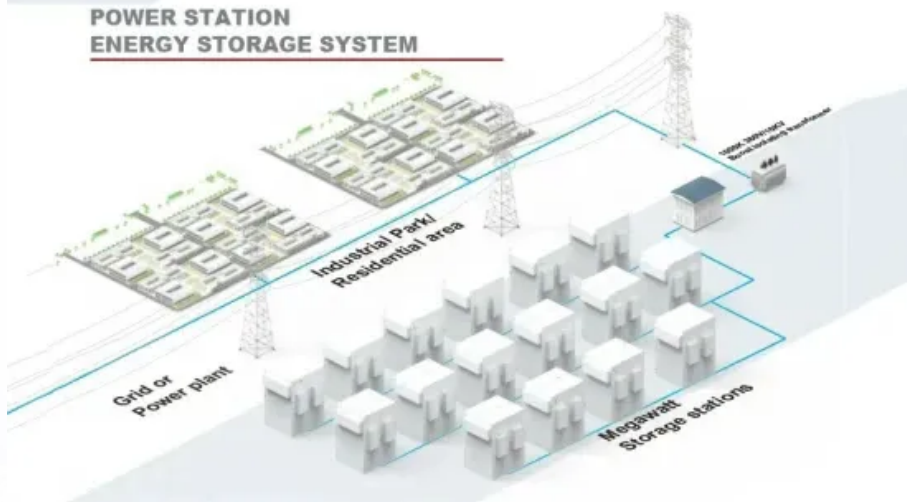 POWER STATION
ENERGY STORAGE SYSTEM
Industrial Park/
Residential area
Grid or
Power plant
Megawatt
Storage stations